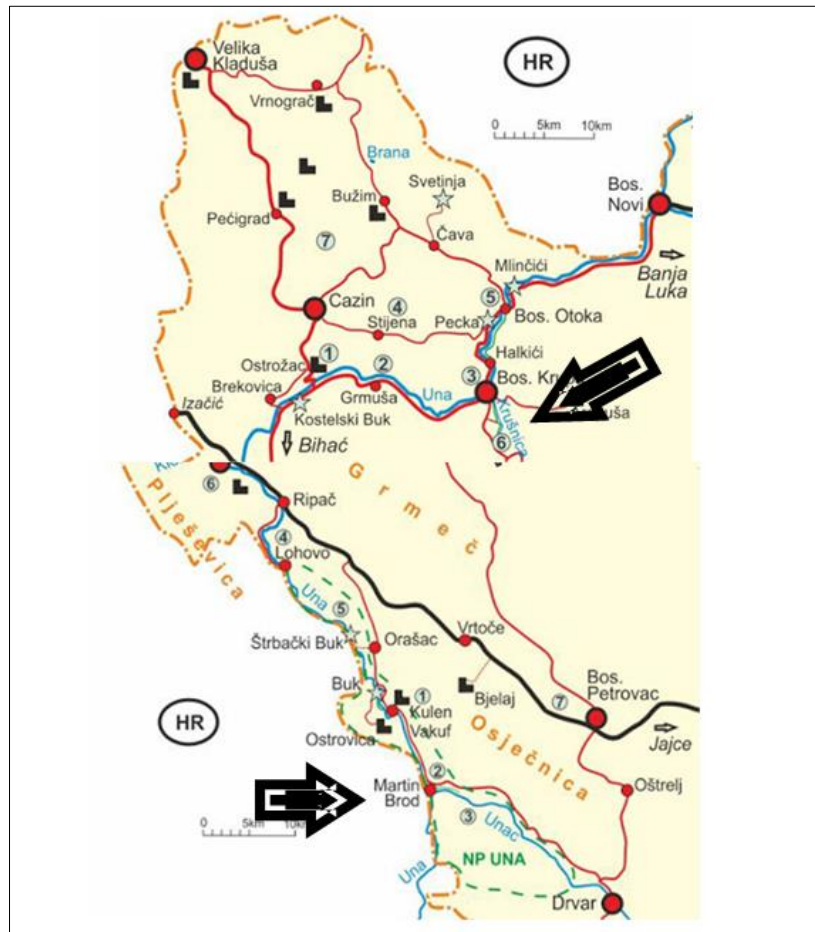 Velika
Kladuša
HR
Vrnograč
0 5km 10km
Brana
Svetinja
Bužim
Bos.
Novi
Pećigrad
Čava
7
Mlinčići
Banja
Luka
Cazin
4
5
Pecka
Bos. Otoka
Stijena
Halkići
Ostrožac
1
2
3
Bos.
Brekovica
Grmuša
Una
Izačić
Kostelski Buk
Krušnica
6
Bihać
Grmeč
6
Plješevica
Ripač
4
Lohovo
Una
5
Vrtoče
Štrbački Buk
Orašac
Bos.
Petrovac
Buk
1
Bjelaj
7
HR
Kulen
Vakuf
Ostrovica
Osječnica
Jajce
2
Martin
Brod
Oštrelj
3
Unac
0 5km
NP UNA
Una
Drvar